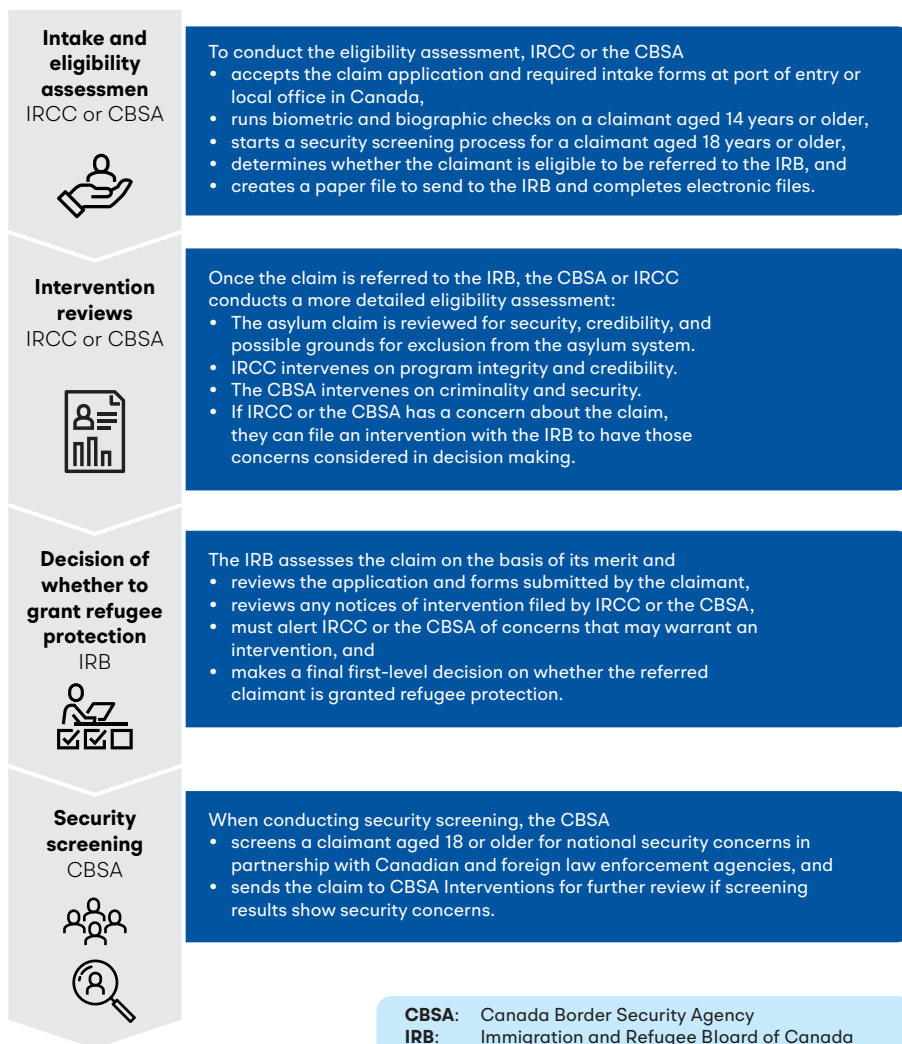 Intake and
eligibility
assessmen
IRCC or CBSA
To conduct the eligibility assessment, IRCC or the CBSA
• accepts the claim application and required intake forms at port of entry or
local office in Canada,
• runs biometric and biographic checks on a claimant aged 14 years or older,
• starts a security screening process for a claimant aged 18 years or older,
• determines whether the claimant is eligible to be referred to the IRB, and
• creates a paper file to send to the IRB and completes electronic files.
Intervention
reviews
IRCC or CBSA
Once the claim is referred to the IRB, the CBSA or IRCC
conducts a more detailed eligibility assessment:
• The asylum claim is reviewed for security, credibility, and
possible grounds for exclusion from the asylum system.
• IRCC intervenes on program integrity and credibility.
• The CBSA intervenes on criminality and security.
• If IRCC or the CBSA has a concern about the claim,
they can file an intervention with the IRB to have those
concerns considered in decision making.
Decision of
whether to
grant refugee
protection
IRB
The IRB assesses the claim on the basis of its merit and
• reviews the application and forms submitted by the claimant,
• reviews any notices of intervention filed by IRCC or the CBSA,
• must alert IRCC or the CBSA of concerns that may warrant an
intervention, and
• makes a final first-level decision on whether the referred
claimant is granted refugee protection.
Security
screening
CBSA
When conducting security screening, the CBSA
• screens a claimant aged 18 or older for national security concerns in
partnership with Canadian and foreign law enforcement agencies, and
• sends the claim to CBSA Interventions for further review if screening
results show security concerns.
CBSA: Canada Border Security Agency
IRB: Immigration and Refugee Bloard of Canada